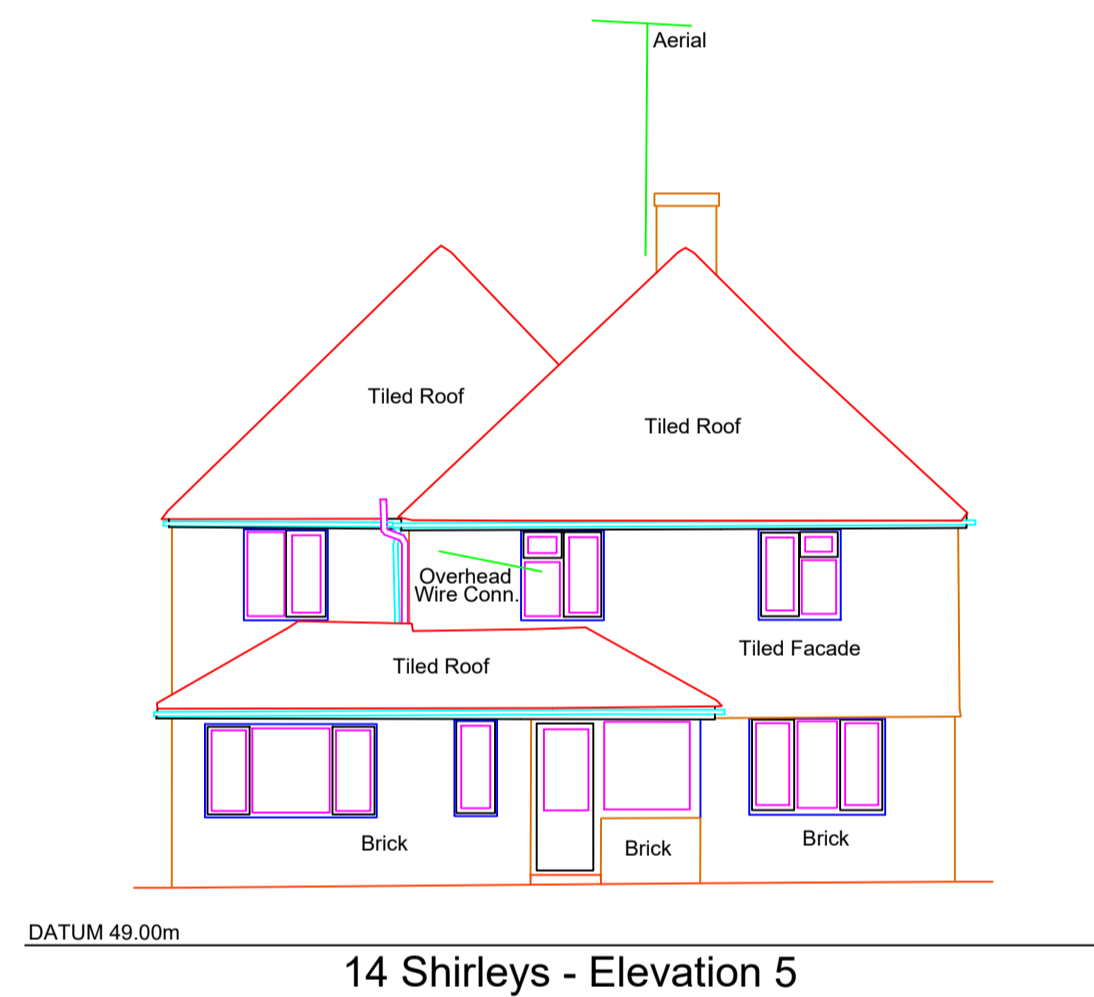 Aerial
Tiled Roof
Tiled Roof
Overhead
Wire Conn.
Tiled Facade
Tiled Roof
Brick
Brick
Brick
DATUM 49.00m
14 Shirleys - Elevation 5